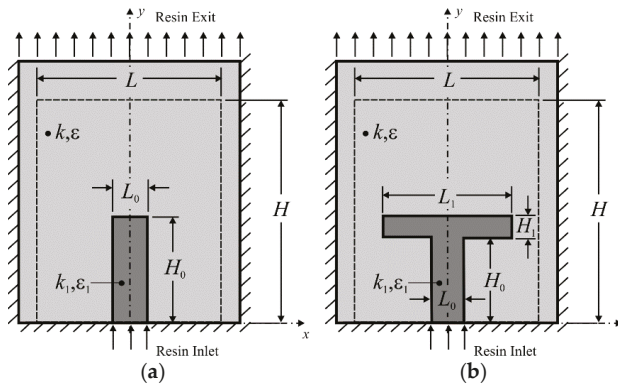 y Resin Exit
L
k,ε
L₀
H
H₀
k₁,ε₁
x
Resin Inlet
(a)
y Resin Exit
L
k,ε
L₁
H₁
H
k₁,ε₁
L₀
H₀
x
Resin Inlet
(b)